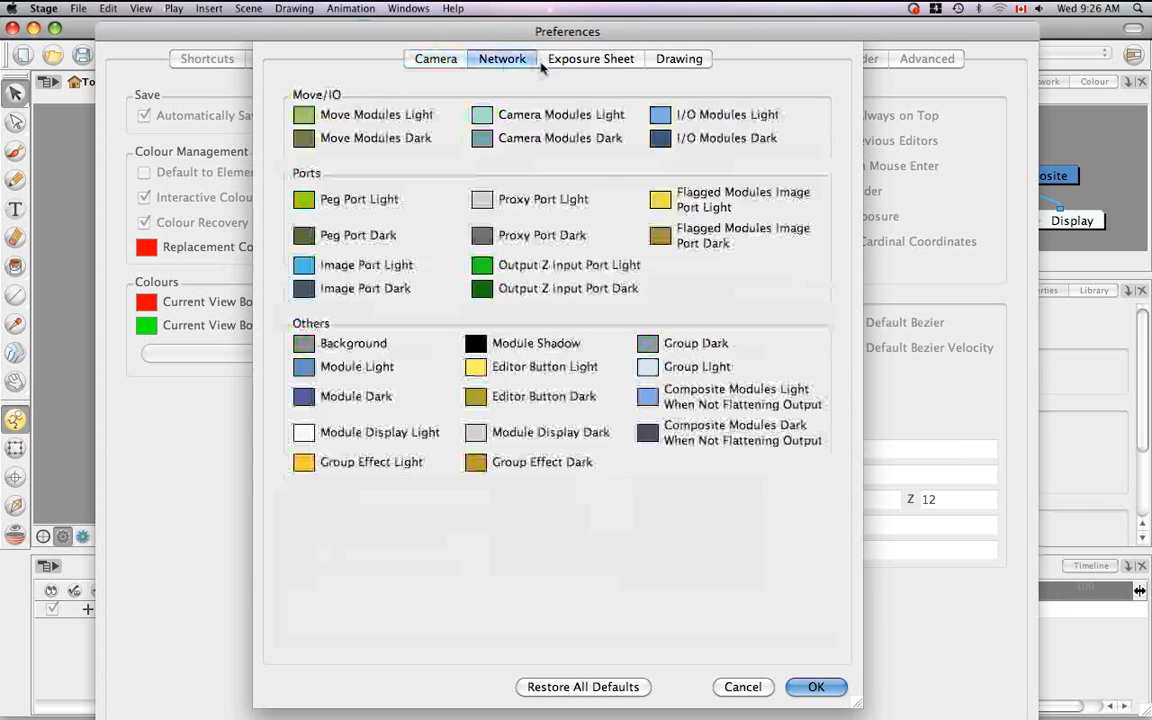 Stage File Edit View Play Insert Scene Drawing Animation Windows Help Wed 9:26 AM
Preferences
Shortcuts Camera Network Exposure Sheet Drawing Advanced
To
Network Colour
Save
Automatically Sa
Colour Management
Default to Elem
Interactive Colou
Colour Recovery
Replacement Co
Colours
Current View Bo
Current View Bo
Move/IO
Move Modules Light Camera Modules Light I/O Modules Light
Move Modules Dark Camera Modules Dark I/O Modules Dark
Ports
Peg Port Light Proxy Port Light Flagged Modules Image
Port Light
Peg Port Dark Proxy Port Dark Flagged Modules Image
Port Dark
Image Port Light Output Z Input Port Light
Image Port Dark Output Z Input Port Dark
Others
Background Module Shadow Group Dark
Module Light Editor Button Light Group Light
Module Dark Editor Button Dark Composite Modules Light
When Not Flattening Output
Module Display Light Module Display Dark Composite Modules Dark
When Not Flattening Output
Group Effect Light Group Effect Dark
Always on Top
evious Editors
Mouse Enter
der
posure
Cardinal Coordinates
Default Bezier
Default Bezier Velocity
Z 12
osite
Display
erties Library
Timeline
100
Restore All Defaults Cancel OK